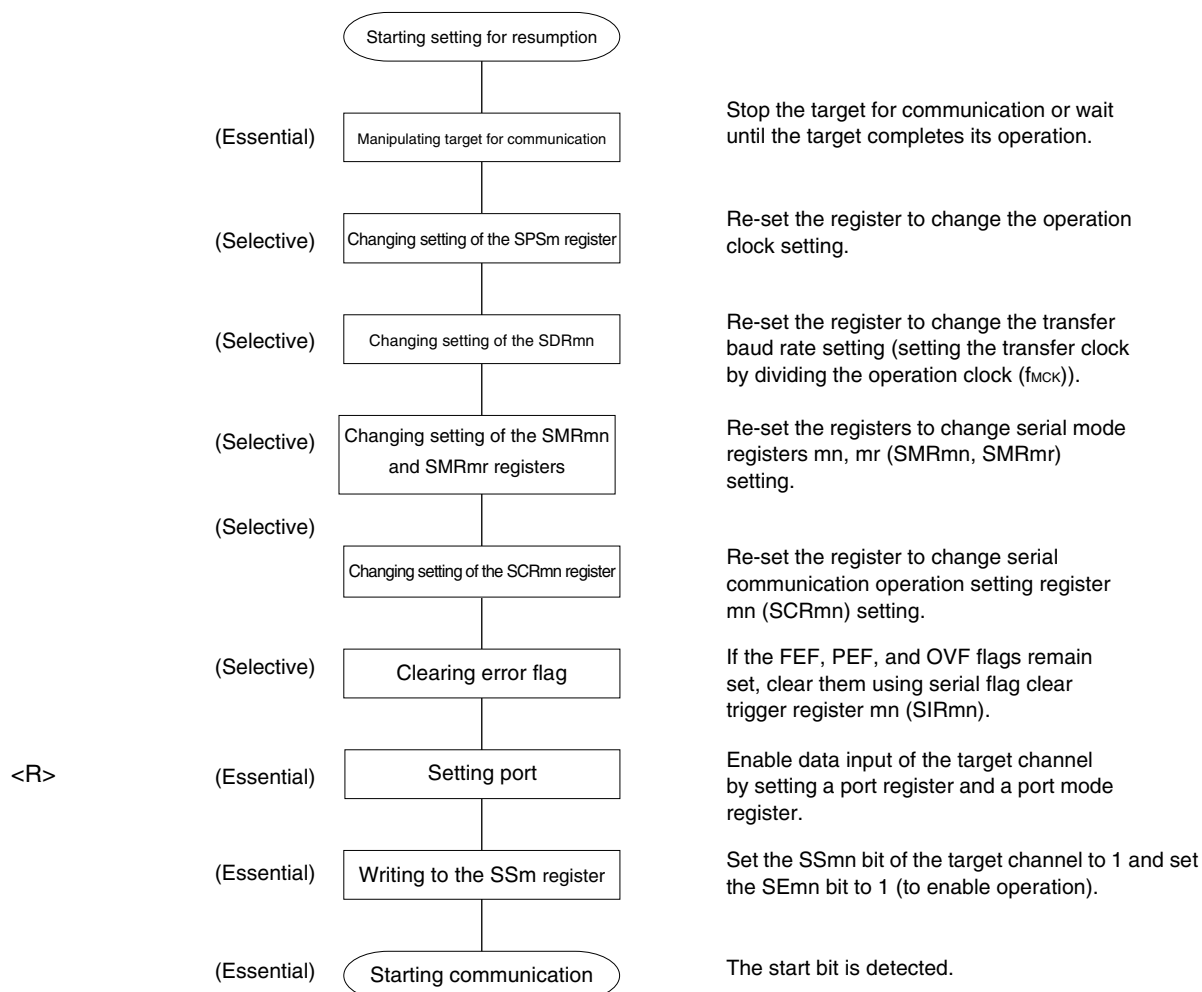 Starting setting for resumption
(Essential)
Manipulating target for communication
Stop the target for communication or wait
until the target completes its operation.
(Selective)
Changing setting of the SPSm register
Re-set the register to change the operation
clock setting.
(Selective)
Changing setting of the SDRmn
Re-set the register to change the transfer
baud rate setting (setting the transfer clock
by dividing the operation clock (fMCK)).
(Selective)
Changing setting of the SMRmn
and SMRmr registers
Re-set the registers to change serial mode
registers mn, mr (SMRmn, SMRmr)
setting.
(Selective)
Changing setting of the SCRmn register
Re-set the register to change serial
communication operation setting register
mn (SCRmn) setting.
(Selective)
Clearing error flag
If the FEF, PEF, and OVF flags remain
set, clear them using serial flag clear
trigger register mn (SIRmn).
<R>
(Essential)
Setting port
Enable data input of the target channel
by setting a port register and a port mode
register.
(Essential)
Writing to the SSm register
Set the SSmn bit of the target channel to 1 and set
the SEmn bit to 1 (to enable operation).
(Essential)
Starting communication
The start bit is detected.